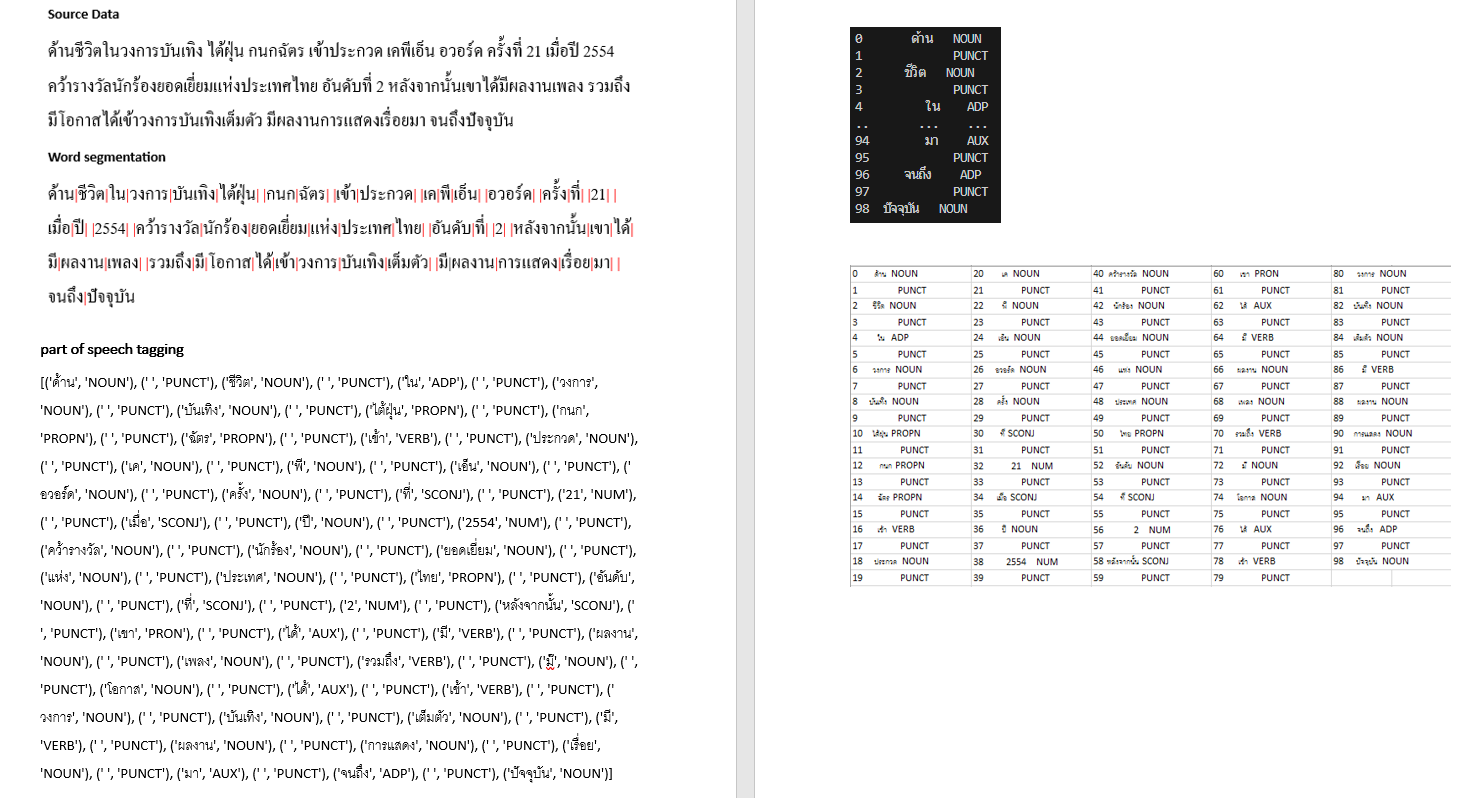 Source Data
ด้านชีวิตในวงการบันเทิง ไต้ฝุ่น กนกฉัตร เข้าประกวด เคพีเอ็น อวอร์ด ครั้งที่ 21 เมื่อปี 2554
คว้ารางวัลนักร้องยอดเยี่ยมแห่งประเทศไทย อันดับที่ 2 หลังจากนั้นเขาได้มีผลงานเพลง รวมถึง
มีโอกาสได้เข้าวงการบันเทิงเต็มตัว มีผลงานการแสดงเรื่อยมา จนถึงปัจจุบัน
Word segmentation
ด้าน|ชีวิต|ใน|วงการ|บันเทิง|ไต้ฝุ่น| |กนก|ฉัตร| |เข้า|ประกวด| |เค|พี|เอ็น| |อวอร์ด| |ครั้ง|ที่| |21| |
เมื่อ|ปี| |2554| |คว้ารางวัล|นักร้อง|ยอดเยี่ยม|แห่ง|ประเทศ|ไทย| |อันดับ|ที่| |2| |หลังจากนั้น|เขา|ได้|
มี|ผลงาน|เพลง| |รวมถึง|มี|โอกาส|ได้|เข้า|วงการ|บันเทิง|เต็มตัว| |มี|ผลงาน|การแสดง|เรื่อย|มา| |
จนถึง|ปัจจุบัน
part of speech tagging
[('ด้าน', 'NOUN'), (' ', 'PUNCT'), ('ชีวิต', 'NOUN'), (' ', 'PUNCT'), ('ใน', 'ADP'), (' ', 'PUNCT'), ('วงการ',
'NOUN'), (' ', 'PUNCT'), ('บันเทิง', 'NOUN'), (' ', 'PUNCT'), ('ไต้ฝุ่น', 'PROPN'), (' ', 'PUNCT'), ('กนก',
'PROPN'), (' ', 'PUNCT'), ('ฉัตร', 'PROPN'), (' ', 'PUNCT'), ('เข้า', 'VERB'), (' ', 'PUNCT'), ('ประกวด', 'NOUN'),
(' ', 'PUNCT'), ('เค', 'NOUN'), (' ', 'PUNCT'), ('พี', 'NOUN'), (' ', 'PUNCT'), ('เอ็น', 'NOUN'), (' ', 'PUNCT'), ('
อวอร์ด', 'NOUN'), (' ', 'PUNCT'), ('ครั้ง', 'NOUN'), (' ', 'PUNCT'), ('ที่', 'SCONJ'), (' ', 'PUNCT'), ('21', 'NUM'),
(' ', 'PUNCT'), ('เมื่อ', 'SCONJ'), (' ', 'PUNCT'), ('ปี', 'NOUN'), (' ', 'PUNCT'), ('2554', 'NUM'), (' ', 'PUNCT'),
('คว้ารางวัล', 'NOUN'), (' ', 'PUNCT'), ('นักร้อง', 'NOUN'), (' ', 'PUNCT'), ('ยอดเยี่ยม', 'NOUN'), (' ', 'PUNCT'),
('แห่ง', 'NOUN'), (' ', 'PUNCT'), ('ประเทศ', 'NOUN'), (' ', 'PUNCT'), ('ไทย', 'PROPN'), (' ', 'PUNCT'), ('อันดับ',
'NOUN'), (' ', 'PUNCT'), ('ที่', 'SCONJ'), (' ', 'PUNCT'), ('2', 'NUM'), (' ', 'PUNCT'), ('หลังจากนั้น', 'SCONJ'), ('
', 'PUNCT'), ('เขา', 'PRON'), (' ', 'PUNCT'), ('ได้', 'AUX'), (' ', 'PUNCT'), ('มี', 'VERB'), (' ', 'PUNCT'), ('ผลงาน',
'NOUN'), (' ', 'PUNCT'), ('เพลง', 'NOUN'), (' ', 'PUNCT'), ('รวมถึง', 'VERB'), (' ', 'PUNCT'), ('มี', 'NOUN'), (' ',
'PUNCT'), ('โอกาส', 'NOUN'), (' ', 'PUNCT'), ('ได้', 'AUX'), (' ', 'PUNCT'), ('เข้า', 'VERB'), (' ', 'PUNCT'), ('
วงการ', 'NOUN'), (' ', 'PUNCT'), ('บันเทิง', 'NOUN'), (' ', 'PUNCT'), ('เต็มตัว', 'NOUN'), (' ', 'PUNCT'), ('มี',
'VERB'), (' ', 'PUNCT'), ('ผลงาน', 'NOUN'), (' ', 'PUNCT'), ('การแสดง', 'NOUN'), (' ', 'PUNCT'), ('เรื่อย',
'NOUN'), (' ', 'PUNCT'), ('มา', 'AUX'), (' ', 'PUNCT'), ('จนถึง', 'ADP'), (' ', 'PUNCT'), ('ปัจจุบัน', 'NOUN')]
0 ด้าน NOUN
1 PUNCT
2 ชีวิต NOUN
3 PUNCT
4 ใน ADP
.. ... ...
94 มา AUX
95 PUNCT
96 จนถึง ADP
97 PUNCT
98 ปัจจุบัน NOUN
0 ด้าน NOUN 20 เค NOUN 40 คว้ารางวัล NOUN 60 เขา PRON 80 วงการ NOUN
1 PUNCT 21 PUNCT 41 PUNCT 61 PUNCT 81 PUNCT
2 ชีวิต NOUN 22 พี NOUN 42 นักร้อง NOUN 62 ได้ AUX 82 บันเทิง NOUN
3 PUNCT 23 PUNCT 43 PUNCT 63 PUNCT 83 PUNCT
4 ใน ADP 24 เอ็น NOUN 44 ยอดเยี่ยม NOUN 64 มี VERB 84 เต็มตัว NOUN
5 PUNCT 25 PUNCT 45 PUNCT 65 PUNCT 85 PUNCT
6 วงการ NOUN 26 อวอร์ด NOUN 46 แห่ง NOUN 66 ผลงาน NOUN 86 มี VERB
7 PUNCT 27 PUNCT 47 PUNCT 67 PUNCT 87 PUNCT
8 บันเทิง NOUN 28 ครั้ง NOUN 48 ประเทศ NOUN 68 เพลง NOUN 88 ผลงาน NOUN
9 PUNCT 29 PUNCT 49 PUNCT 69 PUNCT 89 PUNCT
10 ไต้ฝุ่น PROPN 30 ที่ SCONJ 50 ไทย PROPN 70 รวมถึง VERB 90 การแสดง NOUN
11 PUNCT 31 PUNCT 51 PUNCT 71 PUNCT 91 PUNCT
12 กนก PROPN 32 21 NUM 52 อันดับ NOUN 72 มี NOUN 92 เรื่อย NOUN
13 PUNCT 33 PUNCT 53 PUNCT 73 PUNCT 93 PUNCT
14 ฉัตร PROPN 34 เมื่อ SCONJ 54 ที่ SCONJ 74 โอกาส NOUN 94 มา AUX
15 PUNCT 35 PUNCT 55 PUNCT 75 PUNCT 95 PUNCT
16 เข้า VERB 36 ปี NOUN 56 2 NUM 76 ได้ AUX 96 จนถึง ADP
17 PUNCT 37 PUNCT 57 PUNCT 77 PUNCT 97 PUNCT
18 ประกวด NOUN 38 2554 NUM 58 หลังจากนั้น SCONJ 78 เข้า VERB 98 ปัจจุบัน NOUN
19 PUNCT 39 PUNCT 59 PUNCT 79 PUNCT